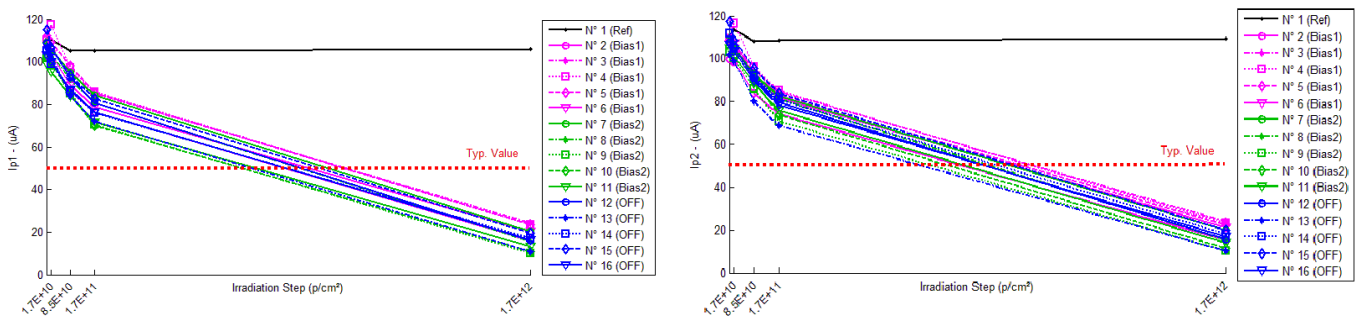 120
100
80
60
40
20
0
Ip1 - (uA)
Typ. Value
1.7E+10
8.5E+10
1.7E+11
Irradiation Step (p/cm²)
1.7E+12
N° 1 (Ref)
N° 2 (Bias1)
N° 3 (Bias1)
N° 4 (Bias1)
N° 5 (Bias1)
N° 6 (Bias1)
N° 7 (Bias2)
N° 8 (Bias2)
N° 9 (Bias2)
N° 10 (Bias2)
N° 11 (Bias2)
N° 12 (OFF)
N° 13 (OFF)
N° 14 (OFF)
N° 15 (OFF)
N° 16 (OFF)
120
100
80
60
40
20
0
Ip2 - (uA)
Typ. Value
1.7E+10
8.5E+10
1.7E+11
Irradiation Step (p/cm²)
1.7E+12
N° 1 (Ref)
N° 2 (Bias1)
N° 3 (Bias1)
N° 4 (Bias1)
N° 5 (Bias1)
N° 6 (Bias1)
N° 7 (Bias2)
N° 8 (Bias2)
N° 9 (Bias2)
N° 10 (Bias2)
N° 11 (Bias2)
N° 12 (OFF)
N° 13 (OFF)
N° 14 (OFF)
N° 15 (OFF)
N° 16 (OFF)